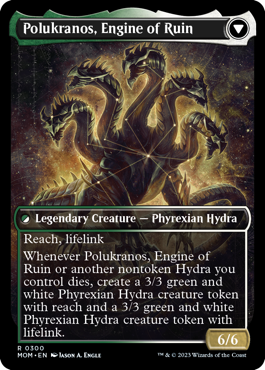 Polukranos, Engine of Ruin
Legendary Creature — Phyrexian Hydra
Reach, lifelink
Whenever Polukranos, Engine of
Ruin or another nontoken Hydra you
control dies, create a 3/3 green and
white Phyrexian Hydra creature token
with reach and a 3/3 green and white
Phyrexian Hydra creature token with
lifelink.
6/6
R 0300
MOM • EN JASON A. ENGLE
™ & © 2023 Wizards of the Coast